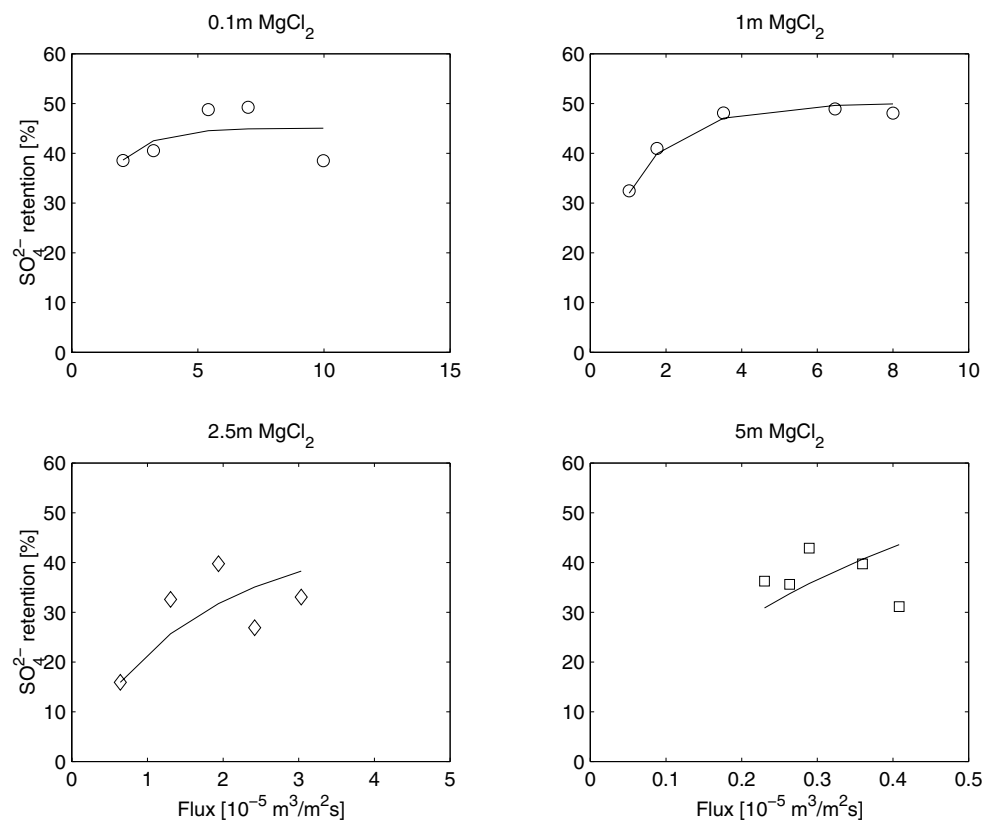 0.1m MgCl₂
SO₄²⁻ retention [%]
60
50
40
30
20
10
0
0 5 10 15
1m MgCl₂
60
50
40
30
20
10
0
0 2 4 6 8 10
2.5m MgCl₂
SO₄²⁻ retention [%]
60
50
40
30
20
10
0
0 1 2 3 4 5
Flux [10⁻⁵ m³/m²s]
5m MgCl₂
60
50
40
30
20
10
0
0 0.1 0.2 0.3 0.4 0.5
Flux [10⁻⁵ m³/m²s]